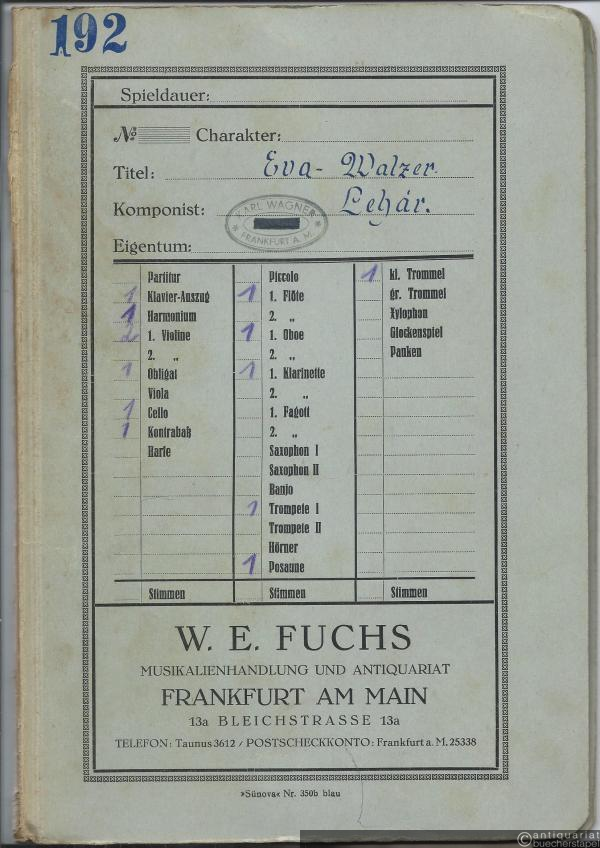 192
Spieldauer:
№ Charakter:
Titel: Eva-Walzer.
Komponist: Lehár.
KARL WAGNER
* FRANKFURT A. M. *
Eigentum:
Partitur
1 Klavier-Auszug
1 Harmonium
2 1. Violine
2. „
1 Obligat
Viola
1 Cello
1 Kontrabaß
Harfe
Stimmen
Piccolo
1 1. Flöte
2. „
1 1. Oboe
2. „
1 1. Klarinette
2. „
1. Fagott
2. „
Saxophon I
Saxophon II
Banjo
1 Trompete I
Trompete II
Hörner
1 Posaune
Stimmen
1 kl. Trommel
gr. Trommel
Xylophon
Glockenspiel
Pauken
Stimmen
W. E. FUCHS
MUSIKALIENHANDLUNG UND ANTIQUARIAT
FRANKFURT AM MAIN
13a BLEICHSTRASSE 13a
TELEFON: Taunus 3612 / POSTSCHECKKONTO: Frankfurt a. M. 25338
»Sünova« Nr. 350b blau
antiquariat
buecherstapel